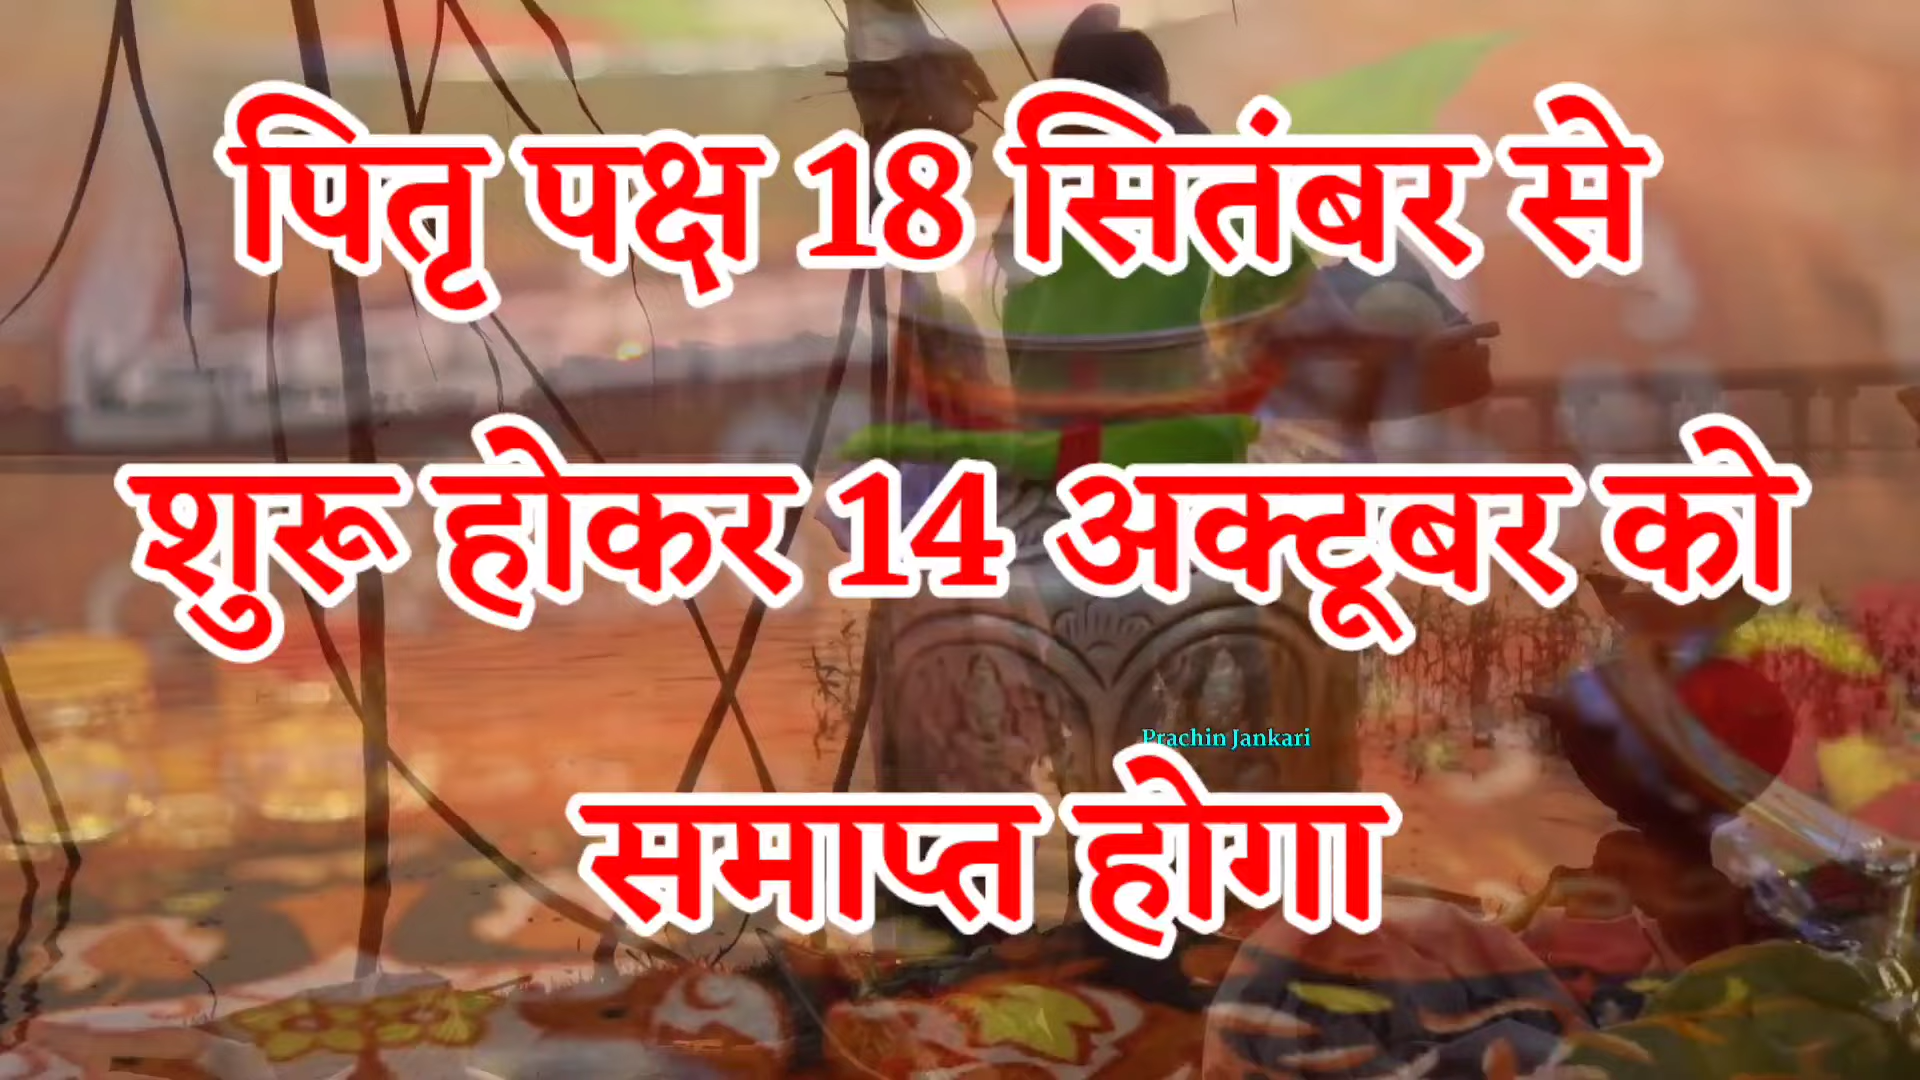 पितृ पक्ष 18 सितंबर से
शुरू होकर 14 अक्टूबर को
Prachin Jankari
समाप्त होगा